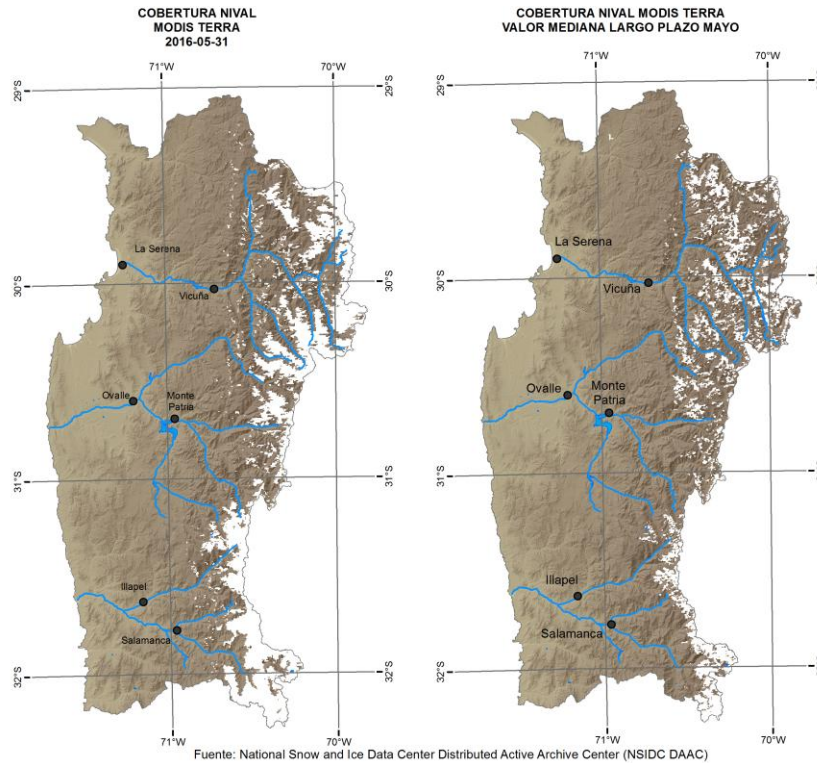 COBERTURA NIVAL
MODIS TERRA
2016-05-31
71°W
70°W
29°S
29°S
La Serena
Vicuña
30°S
30°S
Ovalle
Monte
Patria
31°S
31°S
Illapel
Salamanca
32°S
32°S
71°W
70°W
COBERTURA NIVAL MODIS TERRA
VALOR MEDIANA LARGO PLAZO MAYO
71°W
70°W
29°S
La Serena
Vicuña
30°S
Ovalle
Monte
Patria
31°S
Illapel
Salamanca
32°S
71°W
70°W
Fuente: National Snow and Ice Data Center Distributed Active Archive Center (NSIDC DAAC)